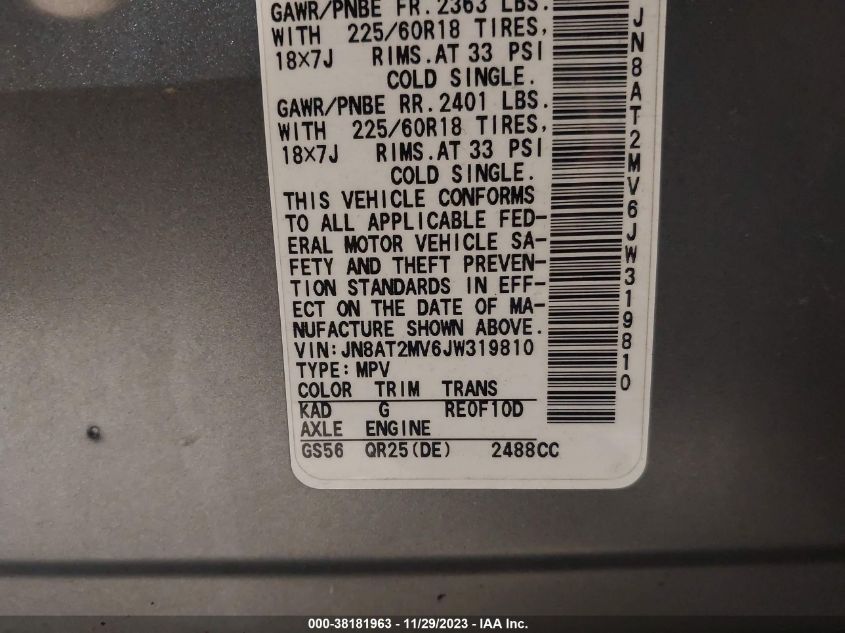 GAWR/PNBE FR.2363 LBS.
WITH 225/60R18 TIRES,
18×7J RIMS.AT 33 PSI
COLD SINGLE.
GAWR/PNBE RR.2401 LBS.
WITH 225/60R18 TIRES,
18×7J RIMS.AT 33 PSI
COLD SINGLE.
THIS VEHICLE CONFORMS
TO ALL APPLICABLE FED-
ERAL MOTOR VEHICLE SA-
FETY AND THEFT PREVEN-
TION STANDARDS IN EFF-
ECT ON THE DATE OF MA-
NUFACTURE SHOWN ABOVE.
VIN:JN8AT2MV6JW319810
TYPE:MPV
COLOR TRIM TRANS
KAD G RE0F10D
AXLE ENGINE
GS56 QR25(DE) 2488CC
JN8AT2MV6JW319810
000-38181963 - 11/29/2023 - IAA Inc.